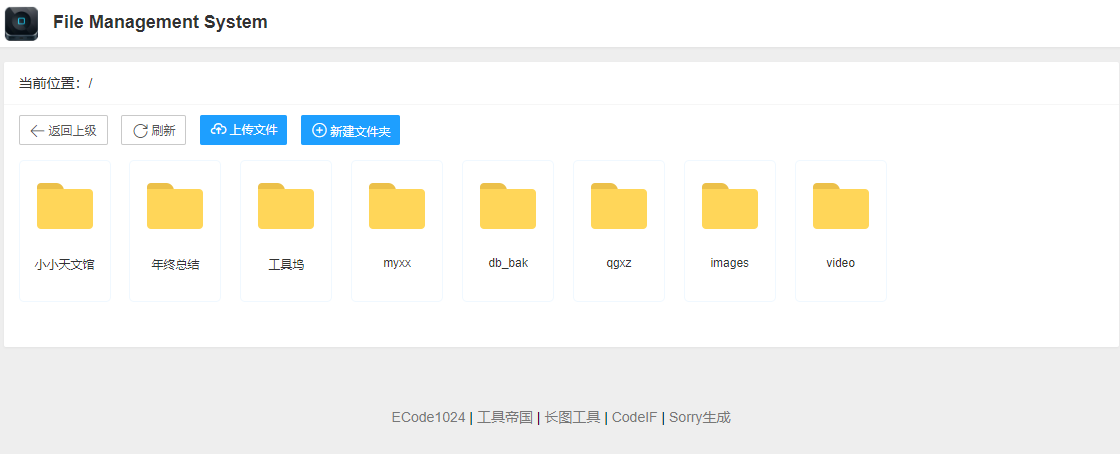 File Management System
当前位置：/
返回上级 刷新 上传文件 新建文件夹
小小天文馆 年终总结 工具坞 myxx db_bak qgxz images video
ECode1024 | 工具帝国 | 长图工具 | CodeIF | Sorry生成